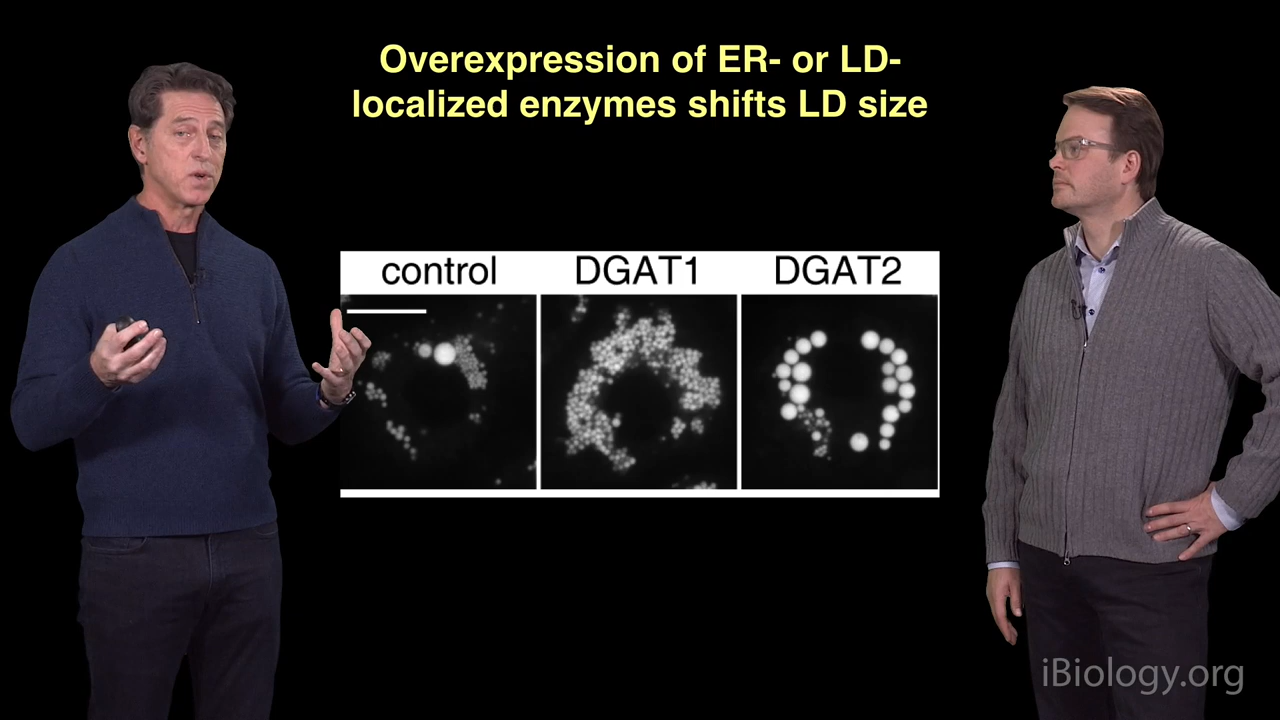 Overexpression of ER- or LD-
localized enzymes shifts LD size
control DGAT1 DGAT2
iBiology.org